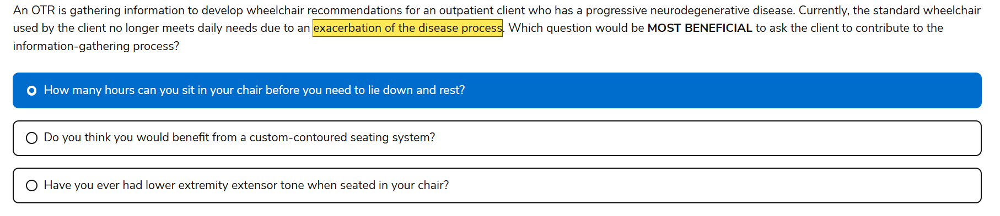 An OTR is gathering information to develop wheelchair recommendations for an outpatient client who has a progressive neurodegenerative disease. Currently, the standard wheelchair
used by the client no longer meets daily needs due to an exacerbation of the disease process. Which question would be MOST BENEFICIAL to ask the client to contribute to the
information-gathering process?
How many hours can you sit in your chair before you need to lie down and rest?
Do you think you would benefit from a custom-contoured seating system?
Have you ever had lower extremity extensor tone when seated in your chair?